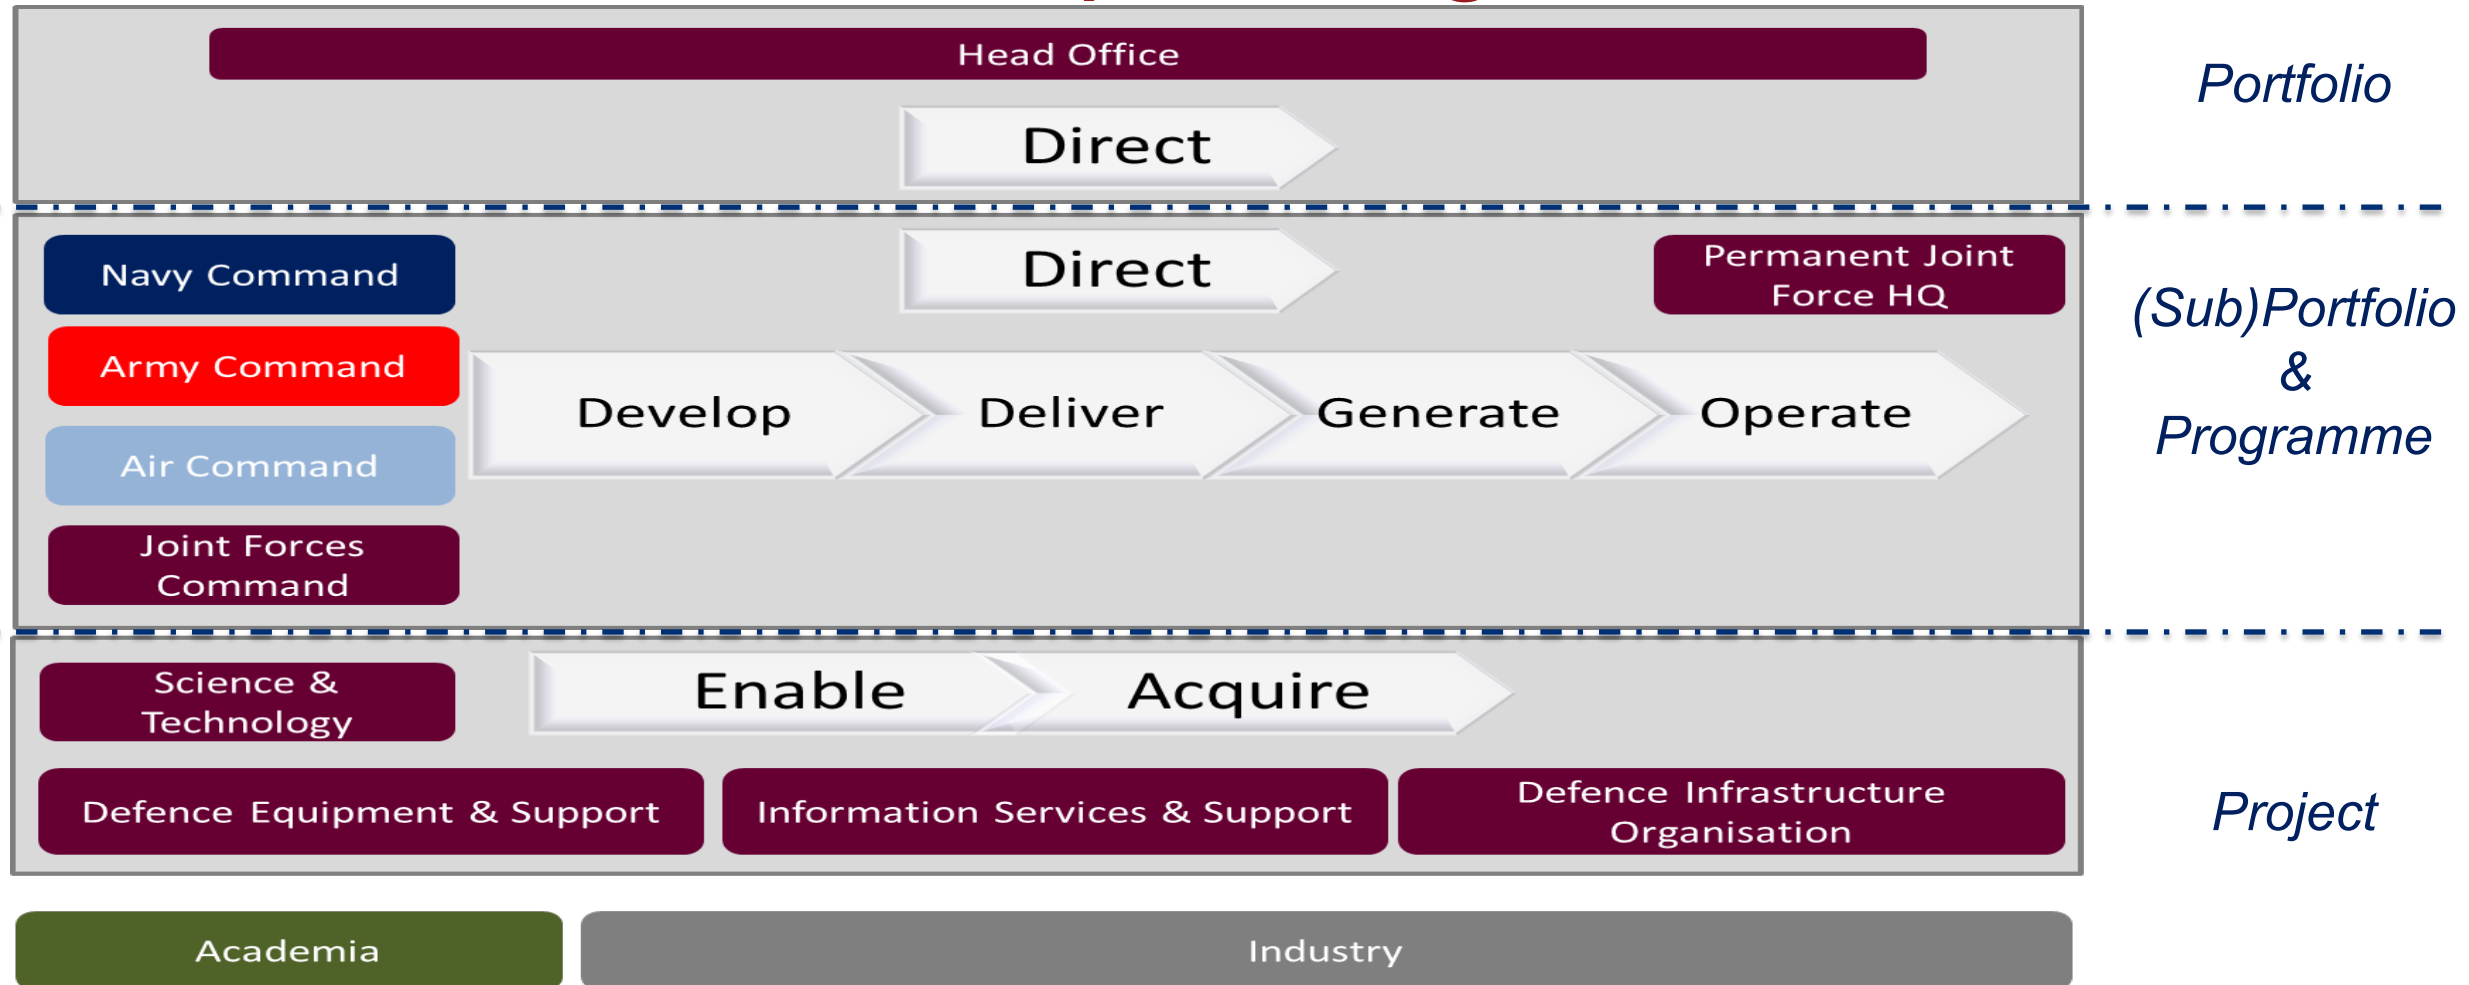 Head Office
Portfolio
Direct
Navy Command
Direct
Permanent Joint
Force HQ
(Sub)Portfolio
&
Programme
Army Command
Develop
Deliver
Generate
Operate
Air Command
Joint Forces
Command
Science &
Technology
Enable
Acquire
Defence Equipment & Support
Information Services & Support
Defence Infrastructure
Organisation
Project
Academia
Industry